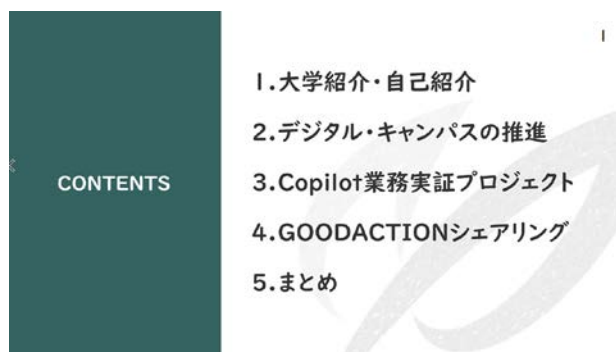 1
CONTENTS
1.大学紹介・自己紹介
2.デジタル・キャンパスの推進
3.Copilot業務実証プロジェクト
4.GOODACTIONシェアリング
5.まとめ